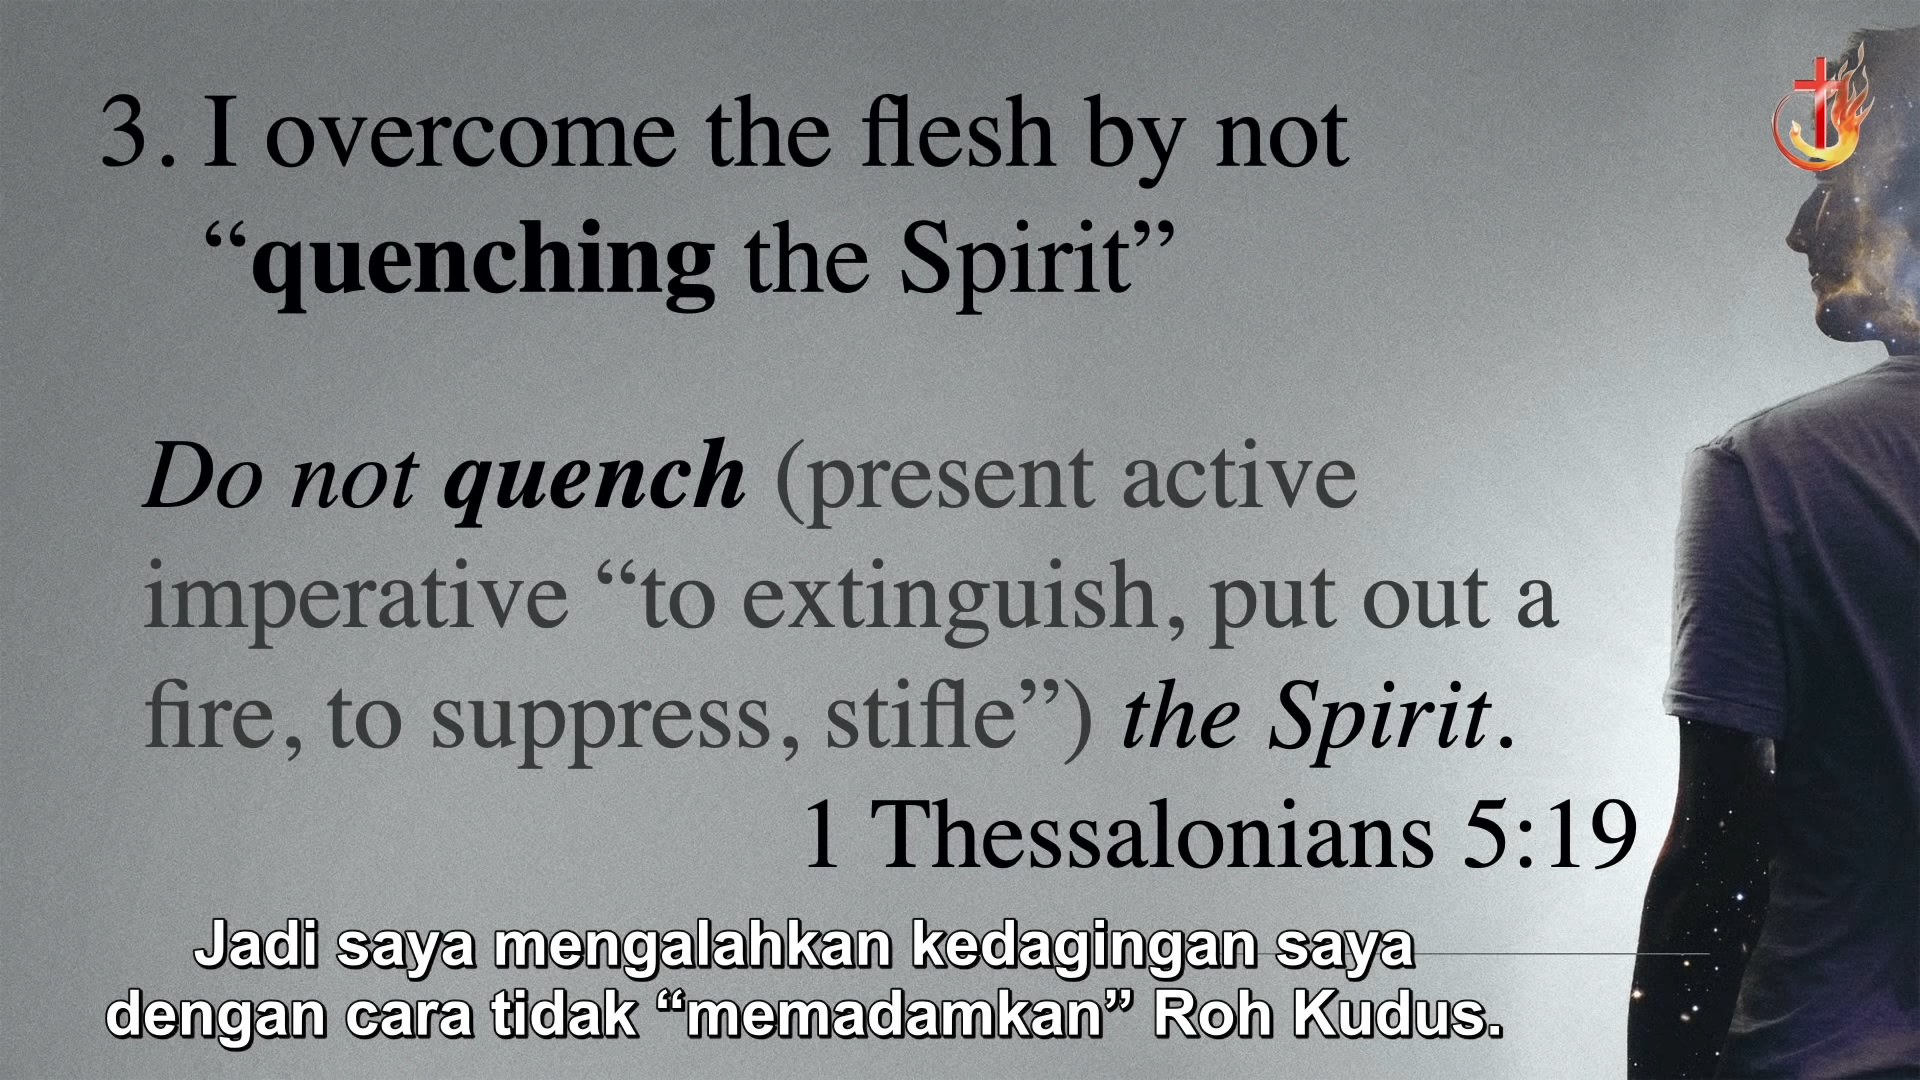 3. I overcome the flesh by not
“quenching the Spirit”
Do not quench (present active
imperative “to extinguish, put out a
fire, to suppress, stifle”) the Spirit.
1 Thessalonians 5:19
Jadi saya mengalahkan kedagingan saya
dengan cara tidak “memadamkan” Roh Kudus.